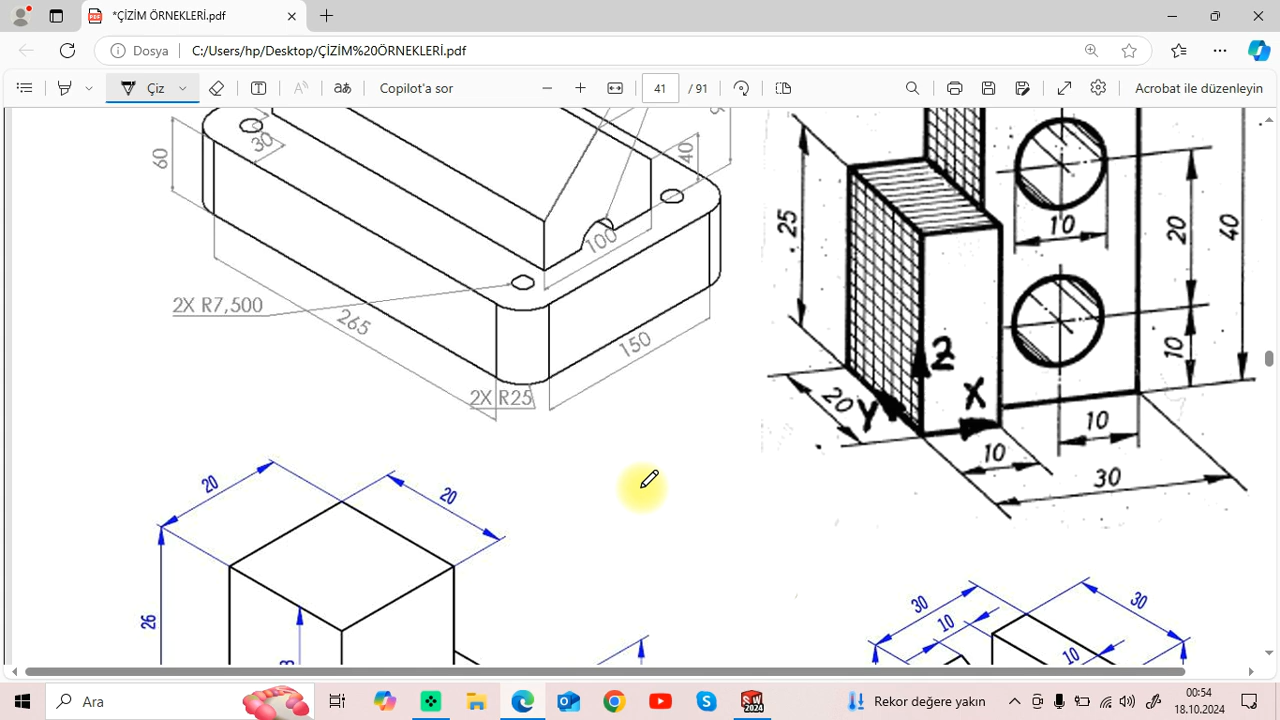 *ÇİZİM ÖRNEKLERİ.pdf
Dosya C:/Users/hp/Desktop/ÇİZİM%20ÖRNEKLERİ.pdf
Çiz Copilot'a sor 41 / 91 Acrobat ile düzenleyin
60
30
40
100
2X R7,500
265
150
2X R25
25
10
20
40
10
Z
X
Y
20
10
10
30
20
20
26
30
10
30
10
Ara
SW
2024
Rekor değere yakın
00:54
18.10.2024